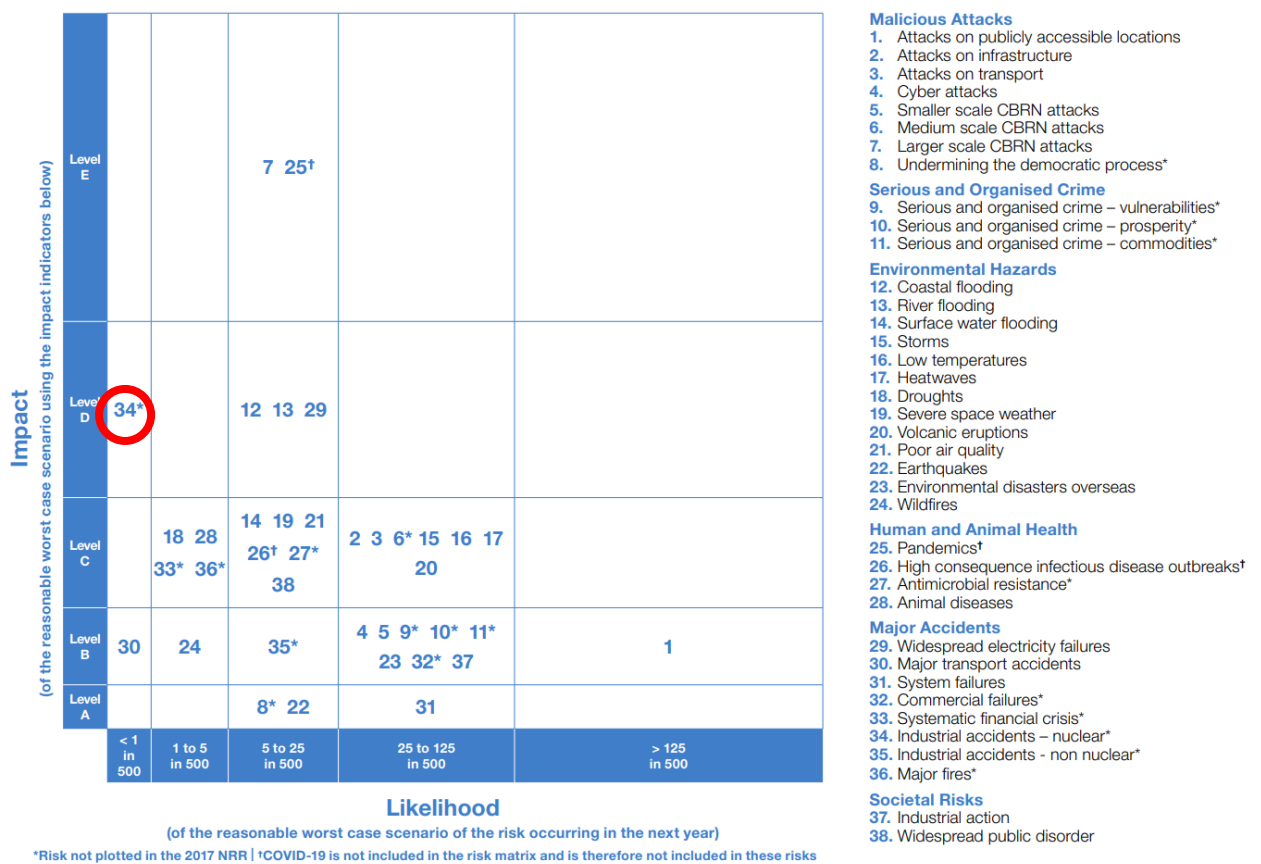 Impact
(of the reasonable worst case scenario using the impact indicators below)
Level
E
7 25†
Level
D
34*
12 13 29
Level
C
18 28
33* 36*
14 19 21
26† 27*
38
2 3 6* 15 16 17
20
Level
B
30
24
35*
4 5 9* 10* 11*
23 32* 37
1
Level
A
8* 22
31
< 1
in
500
1 to 5
in 500
5 to 25
in 500
25 to 125
in 500
> 125
in 500
Likelihood
(of the reasonable worst case scenario of the risk occurring in the next year)
*Risk not plotted in the 2017 NRR | †COVID-19 is not included in the risk matrix and is therefore not included in these risks
Malicious Attacks
1. Attacks on publicly accessible locations
2. Attacks on infrastructure
3. Attacks on transport
4. Cyber attacks
5. Smaller scale CBRN attacks
6. Medium scale CBRN attacks
7. Larger scale CBRN attacks
8. Undermining the democratic process*
Serious and Organised Crime
9. Serious and organised crime – vulnerabilities*
10. Serious and organised crime – prosperity*
11. Serious and organised crime – commodities*
Environmental Hazards
12. Coastal flooding
13. River flooding
14. Surface water flooding
15. Storms
16. Low temperatures
17. Heatwaves
18. Droughts
19. Severe space weather
20. Volcanic eruptions
21. Poor air quality
22. Earthquakes
23. Environmental disasters overseas
24. Wildfires
Human and Animal Health
25. Pandemics†
26. High consequence infectious disease outbreaks†
27. Antimicrobial resistance*
28. Animal diseases
Major Accidents
29. Widespread electricity failures
30. Major transport accidents
31. System failures
32. Commercial failures*
33. Systematic financial crisis*
34. Industrial accidents – nuclear*
35. Industrial accidents - non nuclear*
36. Major fires*
Societal Risks
37. Industrial action
38. Widespread public disorder